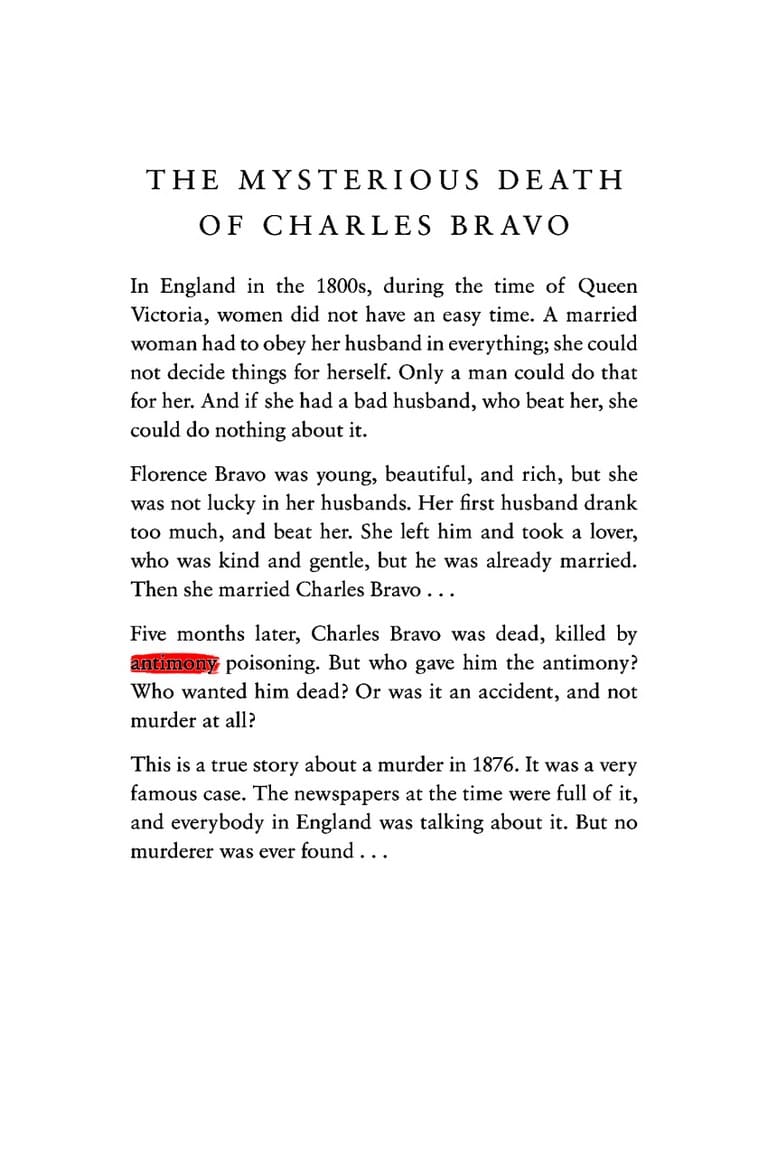 THE MYSTERIOUS DEATH
OF CHARLES BRAVO
In England in the 1800s, during the time of Queen
Victoria, women did not have an easy time. A married
woman had to obey her husband in everything; she could
not decide things for herself. Only a man could do that
for her. And if she had a bad husband, who beat her, she
could do nothing about it.
Florence Bravo was young, beautiful, and rich, but she
was not lucky in her husbands. Her first husband drank
too much, and beat her. She left him and took a lover,
who was kind and gentle, but he was already married.
Then she married Charles Bravo . . .
Five months later, Charles Bravo was dead, killed by
antimony poisoning. But who gave him the antimony?
Who wanted him dead? Or was it an accident, and not
murder at all?
This is a true story about a murder in 1876. It was a very
famous case. The newspapers at the time were full of it,
and everybody in England was talking about it. But no
murderer was ever found . . .